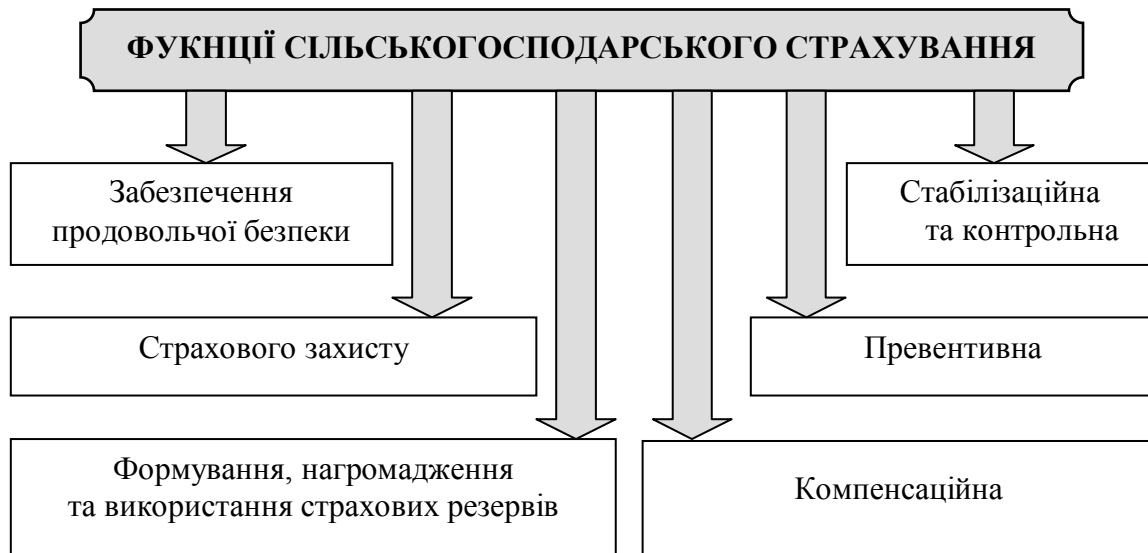 ФУКНЦІЇ СІЛЬСЬКОГОСПОДАРСЬКОГО СТРАХУВАННЯ
Забезпечення
продовольчої безпеки
Стабілізаційна
та контрольна
Страхового захисту
Превентивна
Формування, нагромадження
та використання страхових резервів
Компенсаційна